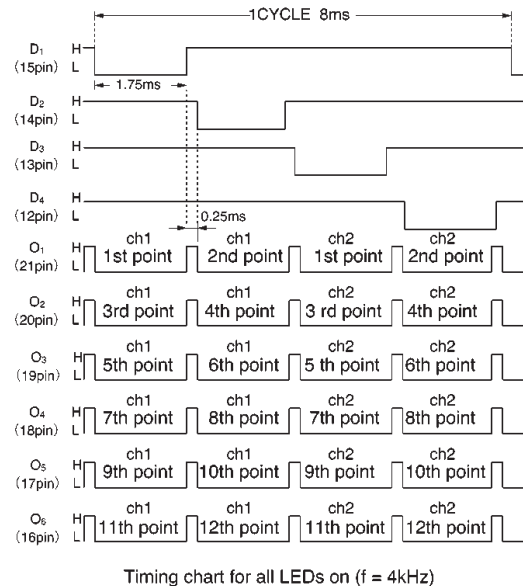 1CYCLE 8ms
D1 H
(15pin) L
1.75ms
D2 H
(14pin) L
D3 H
(13pin) L
D4 H
(12pin) L
0.25ms
ch1 ch1 ch2 ch2
O1 H
1st point 2nd point 1st point 2nd point
(21pin) L
ch1 ch1 ch2 ch2
O2 H
3rd point 4th point 3 rd point 4th point
(20pin) L
ch1 ch1 ch2 ch2
O3 H
5th point 6th point 5 th point 6th point
(19pin) L
ch1 ch1 ch2 ch2
O4 H
7th point 8th point 7th point 8th point
(18pin) L
ch1 ch1 ch2 ch2
O5 H
9th point 10th point 9th point 10th point
(17pin) L
ch1 ch1 ch2 ch2
O6 H
11th point 12th point 11th point 12th point
(16pin) L
Timing chart for all LEDs on (f = 4kHz)